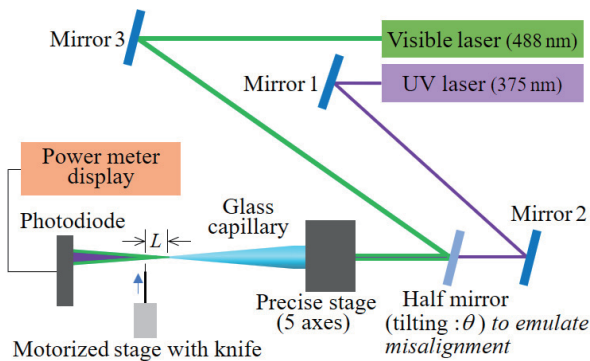 Mirror 3
Visible laser (488 nm)
Mirror 1
UV laser (375 nm)
Power meter
display
Photodiode
L
Glass
capillary
Mirror 2
Precise stage
(5 axes)
Half mirror
(tilting : θ) to emulate
misalignment
Motorized stage with knife